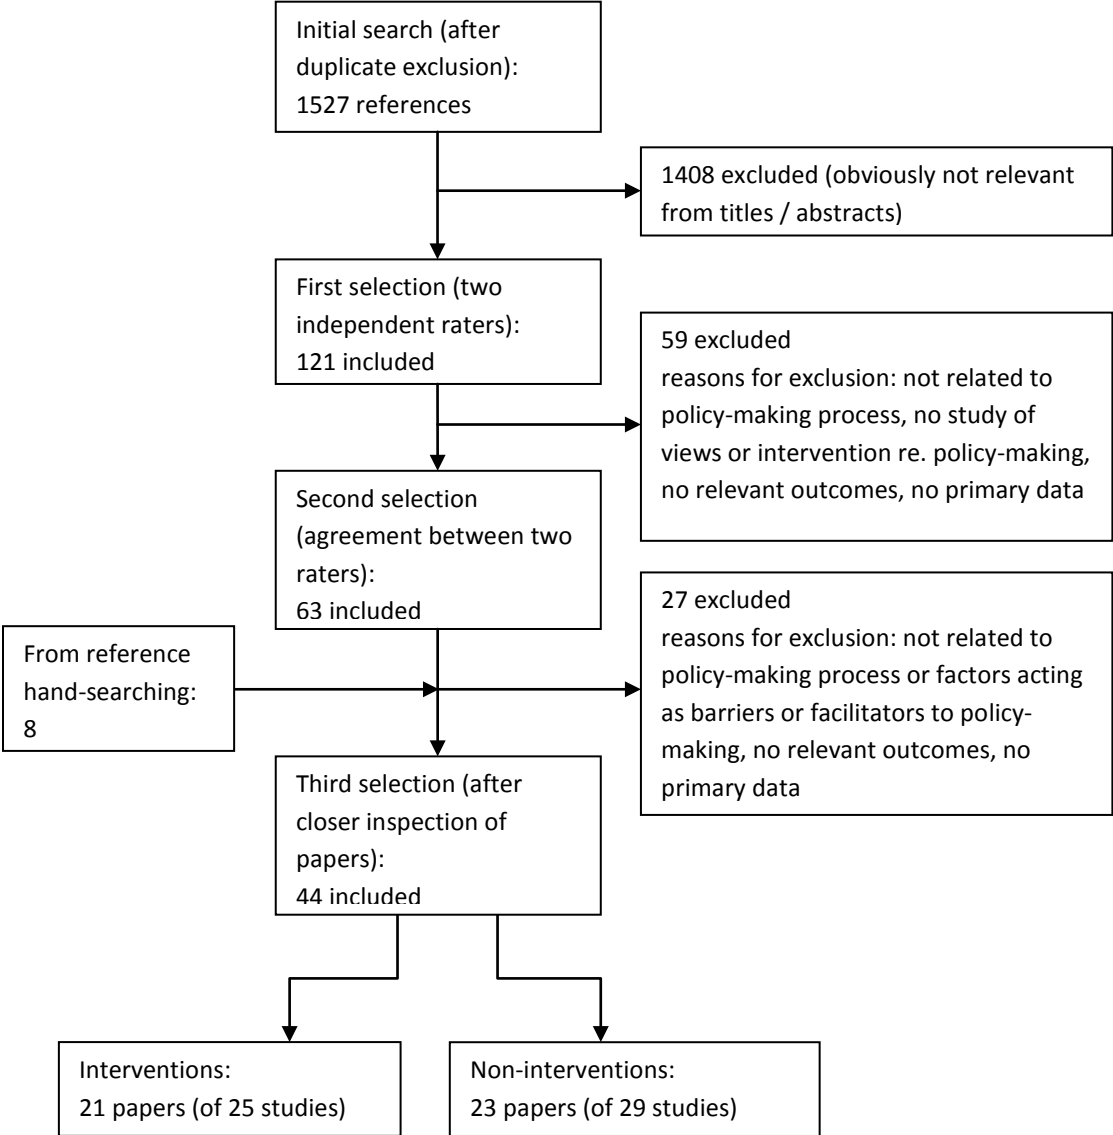 Initial search (after
duplicate exclusion):
1527 references
1408 excluded (obviously not relevant
from titles / abstracts)
First selection (two
independent raters):
121 included
59 excluded
reasons for exclusion: not related to
policy-making process, no study of
views or intervention re. policy-making,
no relevant outcomes, no primary data
Second selection
(agreement between two
raters):
63 included
From reference
hand-searching:
8
27 excluded
reasons for exclusion: not related to
policy-making process or factors acting
as barriers or facilitators to policy-
making, no relevant outcomes, no
primary data
Third selection (after
closer inspection of
papers):
44 included
Interventions:
21 papers (of 25 studies)
Non-interventions:
23 papers (of 29 studies)